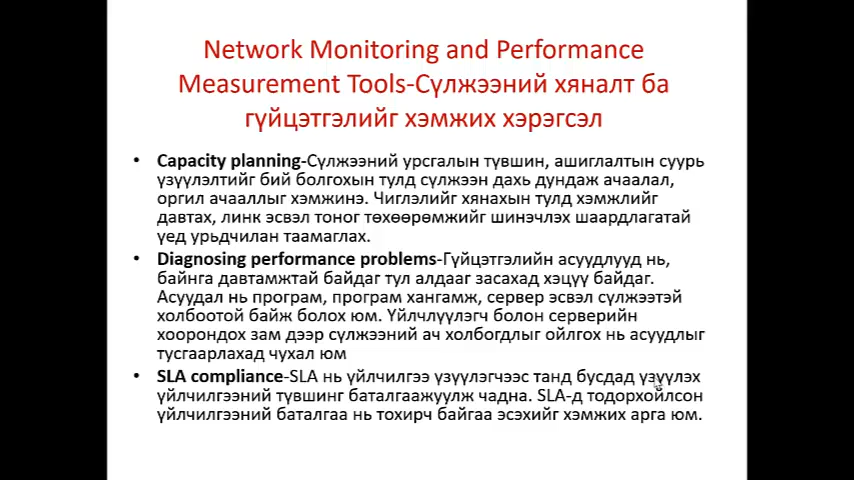 Network Monitoring and Performance
Measurement Tools-Сүлжээний хяналт ба
гүйцэтгэлийг хэмжих хэрэгсэл
• Capacity planning-Сүлжээний урсгалын түвшин, ашиглалтын суурь
үзүүлэлтийг бий болгохын тулд сүлжээн дахь дундаж ачаалал,
оргил ачааллыг хэмжинэ. Чиглэлийг хянахын тулд хэмжлийг
давтах, линк эсвэл тоног төхөөрөмжийг шинэчлэх шаардлагатай
үед урьдчилан таамаглах.
• Diagnosing performance problems-Гүйцэтгэлийн асуудлууд нь,
байнга давтамжтай байдаг тул алдааг засахад хэцүү байдаг.
Асуудал нь програм, програм хангамж, сервер эсвэл сүлжээтэй
холбоотой байж болох юм. Үйлчлүүлэгч болон серверийн
хоорондох зам дээр сүлжээний ач холбогдлыг ойлгох нь асуудлыг
тусгаарлахад чухал юм
• SLA compliance-SLA нь үйлчилгээ үзүүлэгчээс танд бусдад үзүүлэх
үйлчилгээний түвшинг баталгаажуулж чадна. SLA-д тодорхойлсон
үйлчилгээний баталгаа нь тохирч байгаа эсэхийг хэмжих арга юм.